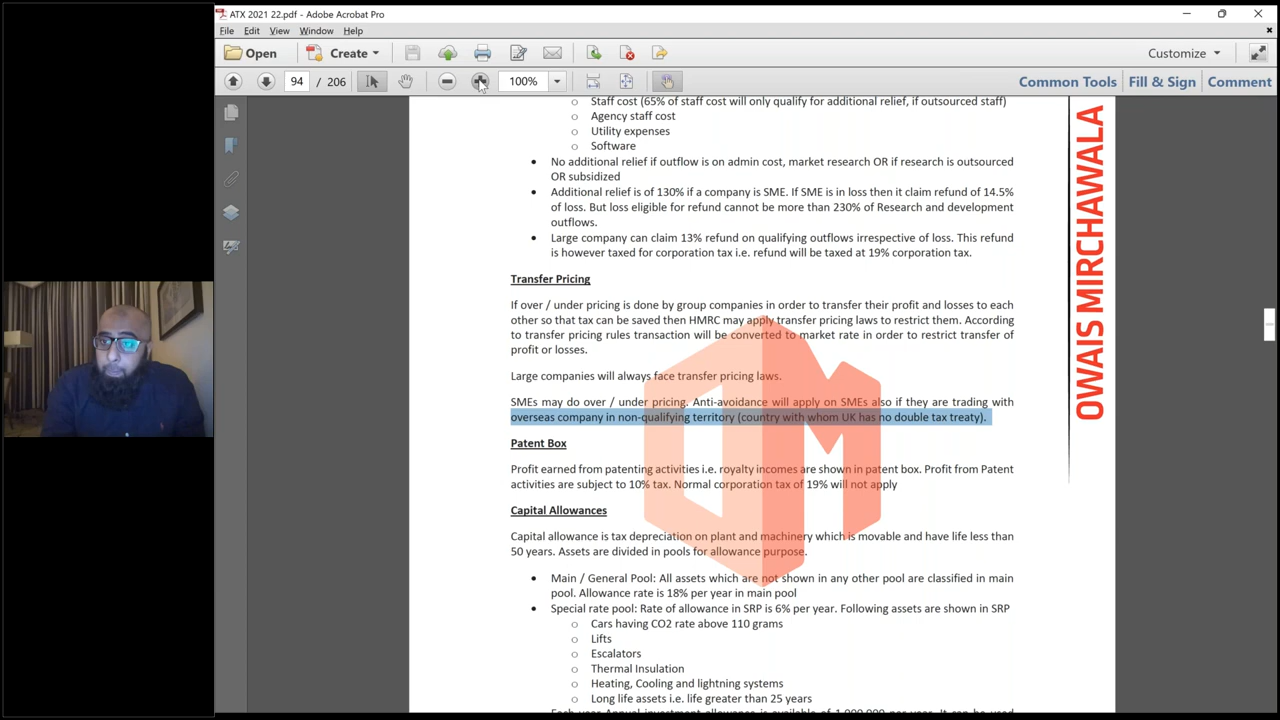 ATX 2021 22.pdf - Adobe Acrobat Pro
File Edit View Window Help
Open Create Customize
94 / 206 100% Common Tools Fill & Sign Comment
○ Staff cost (65% of staff cost will only qualify for additional relief, if outsourced staff)
○ Agency staff cost
○ Utility expenses
○ Software
• No additional relief if outflow is on admin cost, market research OR if research is outsourced
OR subsidized
• Additional relief is of 130% if a company is SME. If SME is in loss then it claim refund of 14.5%
of loss. But loss eligible for refund cannot be more than 230% of Research and development
outflows.
• Large company can claim 13% refund on qualifying outflows irrespective of loss. This refund
is however taxed for corporation tax i.e. refund will be taxed at 19% corporation tax.
Transfer Pricing
If over / under pricing is done by group companies in order to transfer their profit and losses to each
other so that tax can be saved then HMRC may apply transfer pricing laws to restrict them. According
to transfer pricing rules transaction will be converted to market rate in order to restrict transfer of
profit or losses.
Large companies will always face transfer pricing laws.
SMEs may do over / under pricing. Anti-avoidance will apply on SMEs also if they are trading with
overseas company in non-qualifying territory (country with whom UK has no double tax treaty).
Patent Box
Profit earned from patenting activities i.e. royalty incomes are shown in patent box. Profit from Patent
activities are subject to 10% tax. Normal corporation tax of 19% will not apply
Capital Allowances
Capital allowance is tax depreciation on plant and machinery which is movable and have life less than
50 years. Assets are divided in pools for allowance purpose.
• Main / General Pool: All assets which are not shown in any other pool are classified in main
pool. Allowance rate is 18% per year in main pool
• Special rate pool: Rate of allowance in SRP is 6% per year. Following assets are shown in SRP
○ Cars having CO2 rate above 110 grams
○ Lifts
○ Escalators
○ Thermal Insulation
○ Heating, Cooling and lightning systems
○ Long life assets i.e. life greater than 25 years
OWAIS MIRCHAWALA